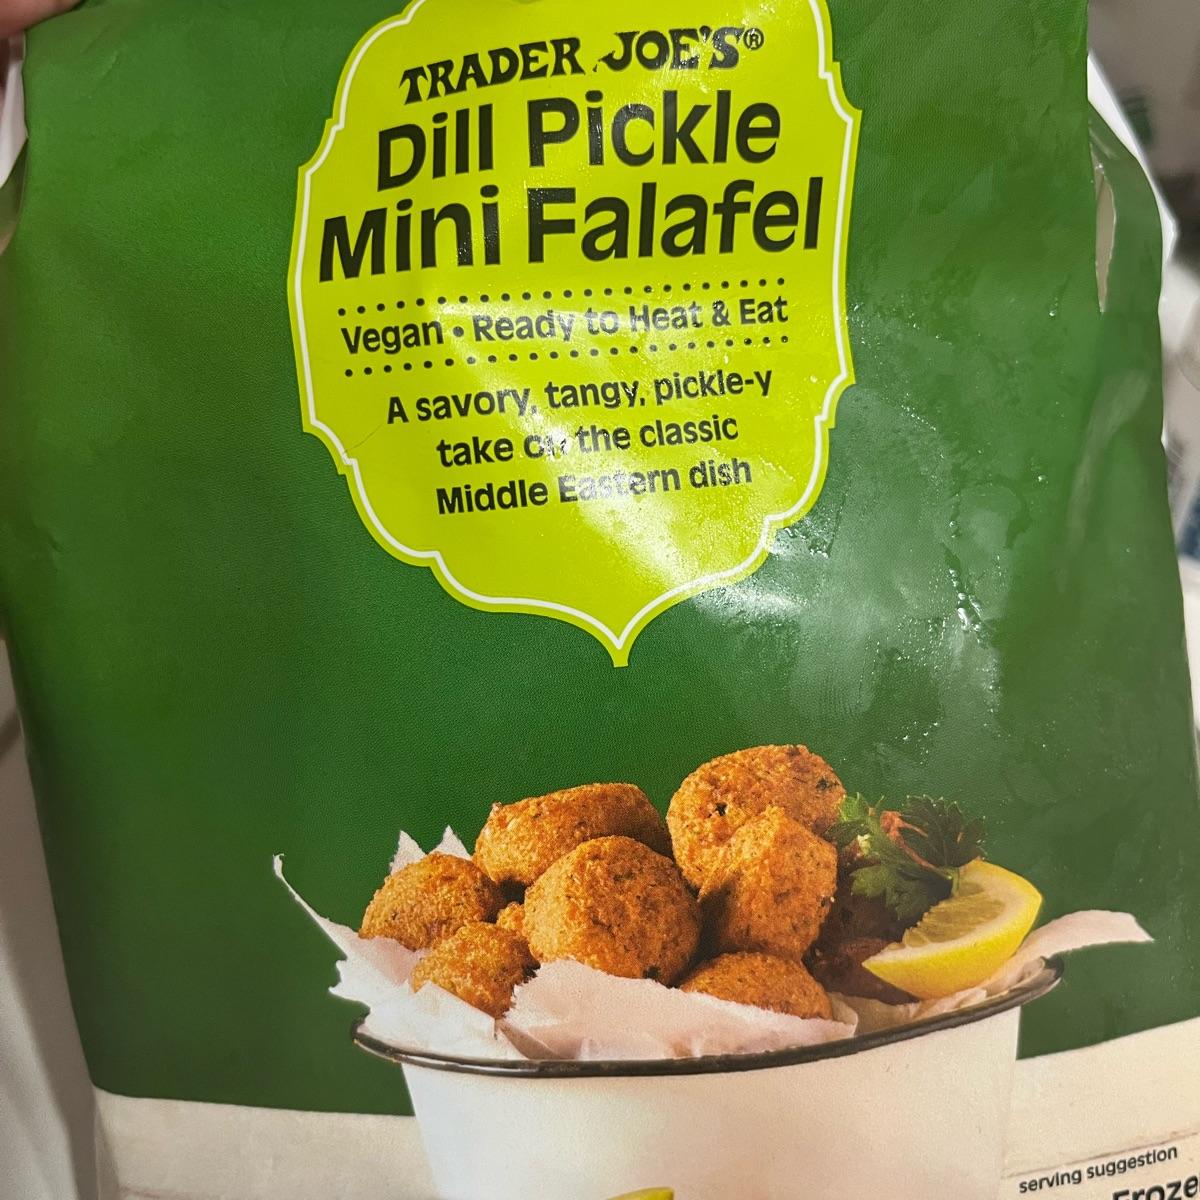 TRADER JOE'S®
Dill Pickle
Mini Falafel
Vegan • Ready to Heat & Eat
A savory, tangy, pickle-y
take on the classic
Middle Eastern dish
serving suggestion